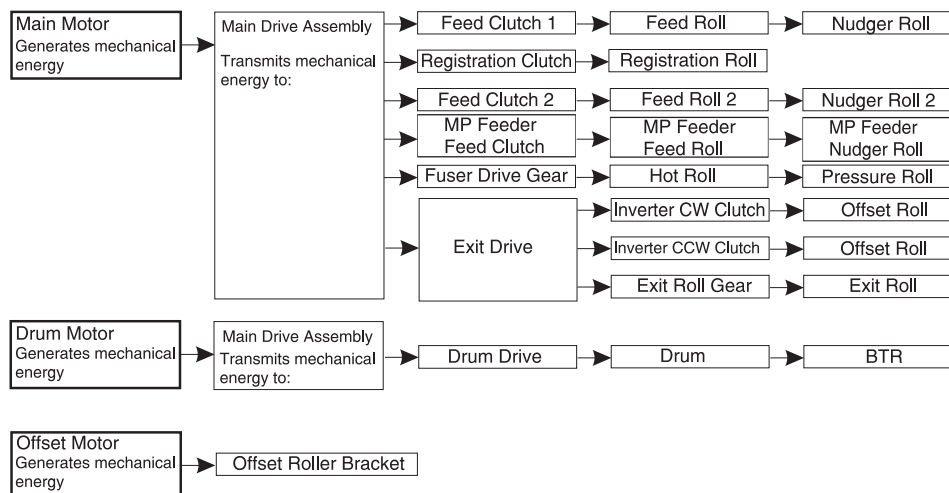 Main Motor
Generates mechanical
energy
Main Drive Assembly
Transmits mechanical
energy to:
Feed Clutch 1
Feed Roll
Nudger Roll
Registration Clutch
Registration Roll
Feed Clutch 2
Feed Roll 2
Nudger Roll 2
MP Feeder
Feed Clutch
MP Feeder
Feed Roll
MP Feeder
Nudger Roll
Fuser Drive Gear
Hot Roll
Pressure Roll
Exit Drive
Inverter CW Clutch
Offset Roll
Inverter CCW Clutch
Offset Roll
Exit Roll Gear
Exit Roll
Drum Motor
Generates mechanical
energy
Main Drive Assembly
Transmits mechanical
energy to:
Drum Drive
Drum
BTR
Offset Motor
Generates mechanical
energy
Offset Roller Bracket